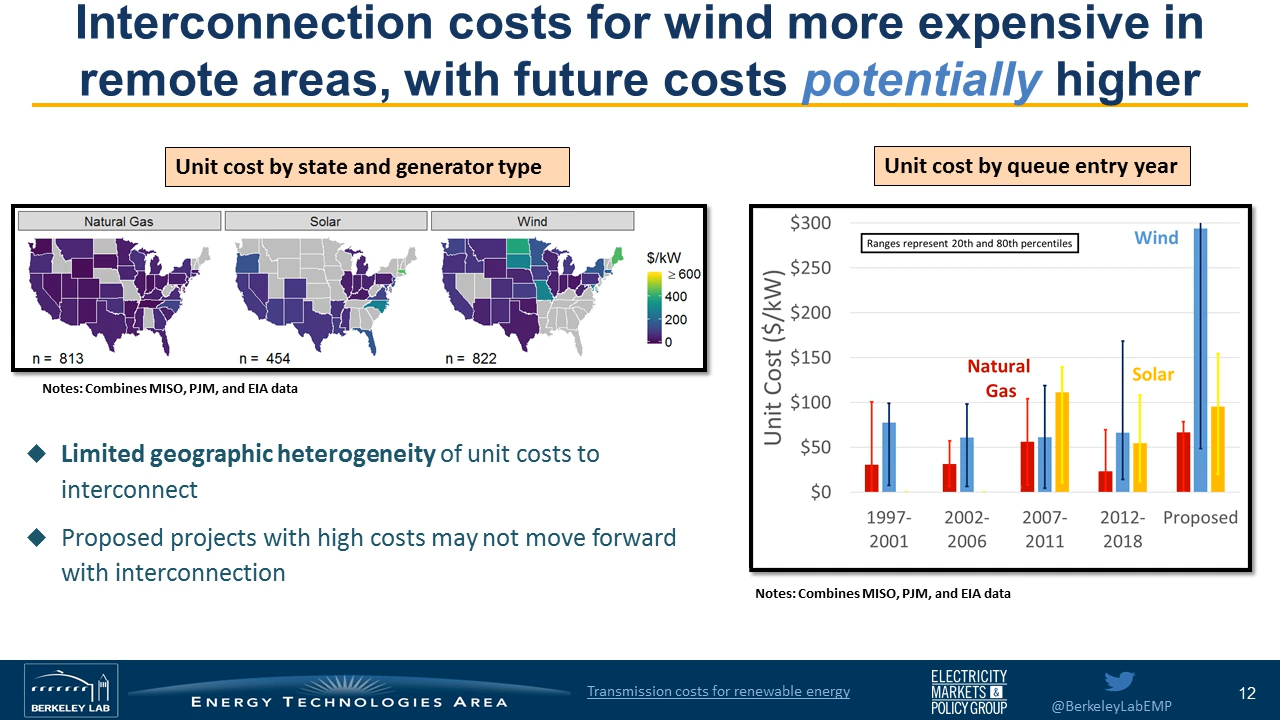 Interconnection costs for wind more expensive in
remote areas, with future costs potentially higher
Unit cost by state and generator type
Natural Gas
Solar
Wind
$/kW
≥ 600
400
200
0
n = 813
n = 454
n = 822
Notes: Combines MISO, PJM, and EIA data
◆ Limited geographic heterogeneity of unit costs to
interconnect
◆ Proposed projects with high costs may not move forward
with interconnection
Unit cost by queue entry year
Ranges represent 20th and 80th percentiles
Unit Cost ($/kW)
$300
$250
$200
$150
$100
$50
$0
Wind
Natural
Gas
Solar
1997-
2001
2002-
2006
2007-
2011
2012-
2018
Proposed
Notes: Combines MISO, PJM, and EIA data
BERKELEY LAB
ENERGY TECHNOLOGIES AREA
Transmission costs for renewable energy
ELECTRICITY
MARKETS &
POLICY GROUP
@BerkeleyLabEMP
12